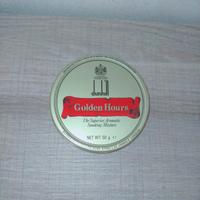 Golden Hours
The Superior Aromatic
Smoking Mixture
NET WT 50 g e